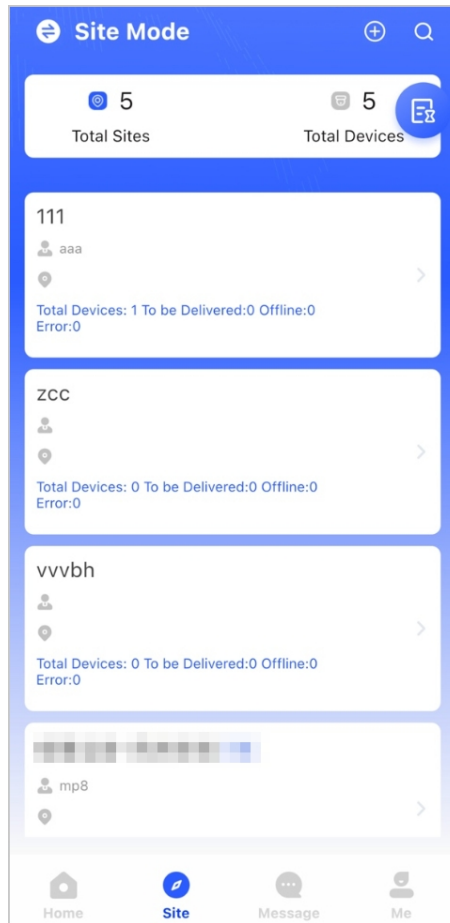 Site Mode
5
Total Sites
5
Total Devices
111
aaa
Total Devices: 1 To be Delivered:0 Offline:0
Error:0
zcc
Total Devices: 0 To be Delivered:0 Offline:0
Error:0
vvvbh
Total Devices: 0 To be Delivered:0 Offline:0
Error:0
mp8
Home
Site
Message
Me